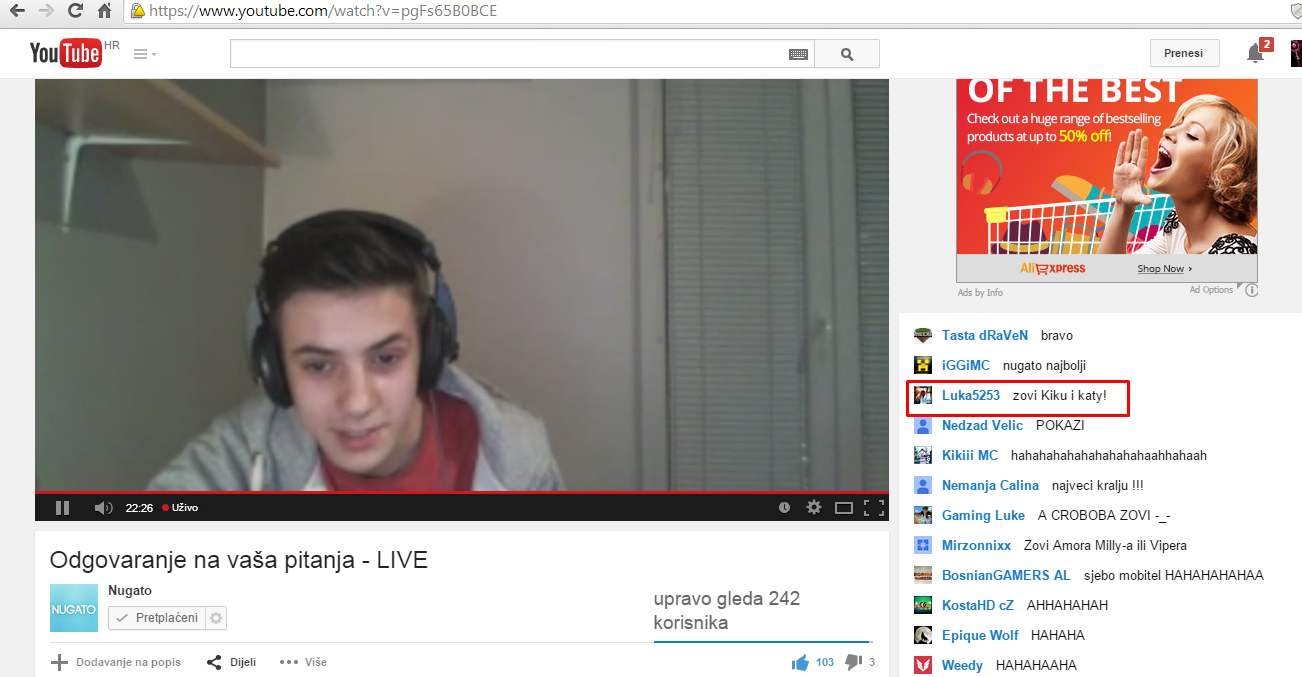 https://www.youtube.com/watch?v=pgFs65B0BCE
YouTube HR
Prenesi
2
OF THE BEST
Check out a huge range of bestselling
products at up to 50% off!
AliExpress
Shop Now ›
Ads by Info
Ad Options
Tasta dRaVeN bravo
iGGiMC nugato najbolji
Luka5253 zovi Kiku i katy!
Nedzad Velic POKAZI
Kikiii MC hahahahahahahahahaahhahaah
Nemanja Calina najveci kralju !!!
Gaming Luke A CROBOBA ZOVI -_-
Mirzonnixx Zovi Amora Milly-a ili Vipera
BosnianGAMERS AL sjebo mobitel HAHAHAHAHAA
KostaHD cZ AHHAHAHAH
Epique Wolf HAHAHA
Weedy HAHAHAAHA
22:26 Uživo
Odgovaranje na vaša pitanja - LIVE
NUGATO
Nugato
Pretplaćeni
upravo gleda 242
korisnika
Dodavanje na popis
Dijeli
Više
103
3